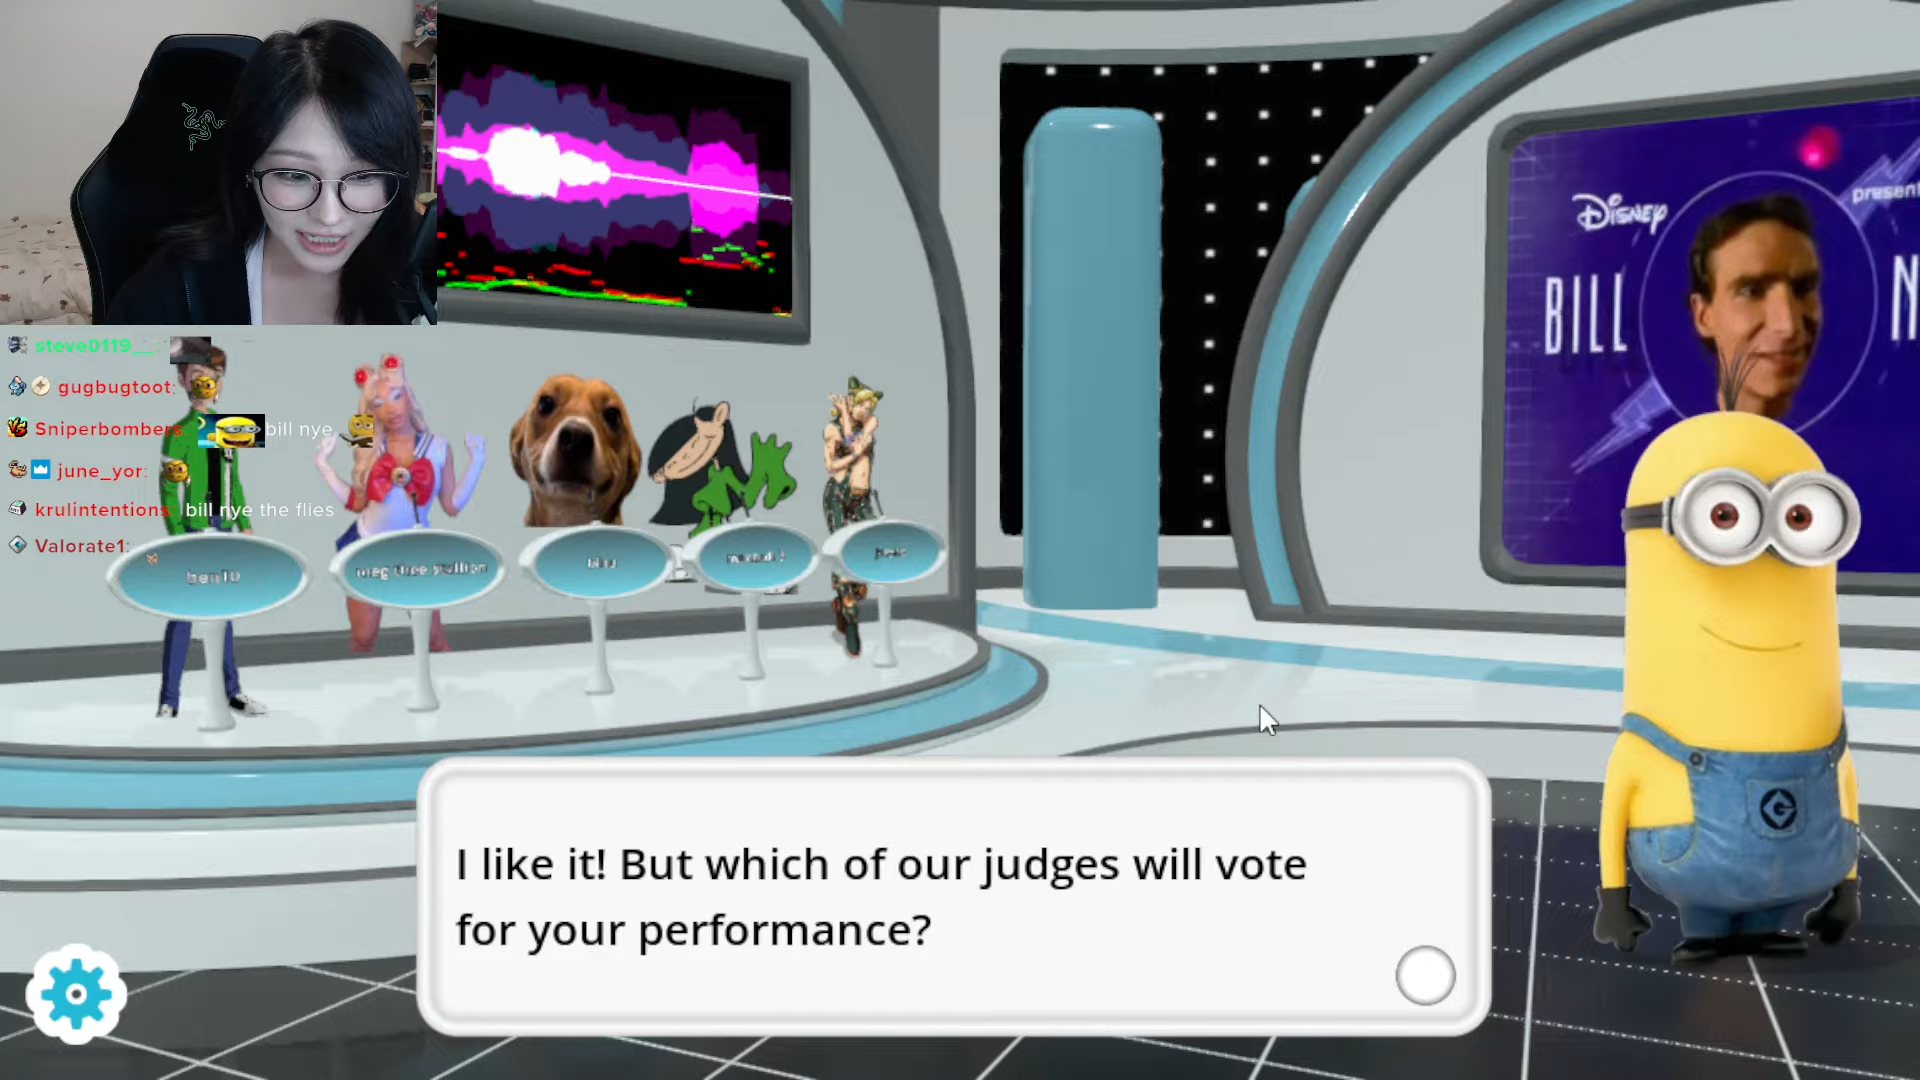 DISNEY
present
BILL
N
steve0119__:
gugbugtoot:
Sniperbombers: bill nye
june_yor:
krulintentions: bill nye the flies
Valorate1:
ben10
meg thee stallion
I like it! But which of our judges will vote
for your performance?